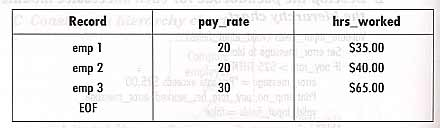 Record pay_rate hrs_worked
emp 1 20 $35.00
emp 2 20 $40.00
emp 3 30 $65.00
EOF